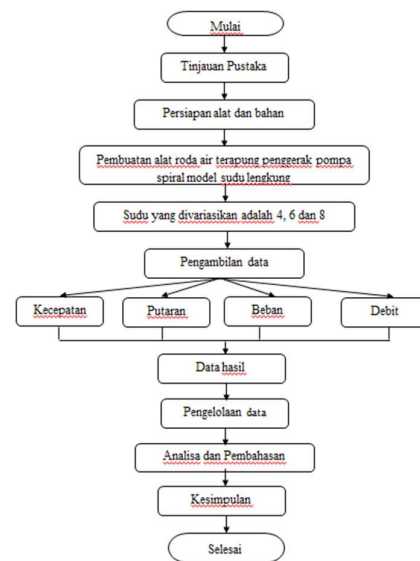 Mulai
Tinjauan Pustaka
Persiapan alat dan bahan
Pembuatan alat roda air terapung penggerak pompa
spiral model sudu lengkung
Sudu yang divariasikan adalah 4, 6 dan 8
Pengambilan data
Kecepatan
Putaran
Beban
Debit
Data hasil
Pengelolaan data
Analisa dan Pembahasan
Kesimpulan
Selesai